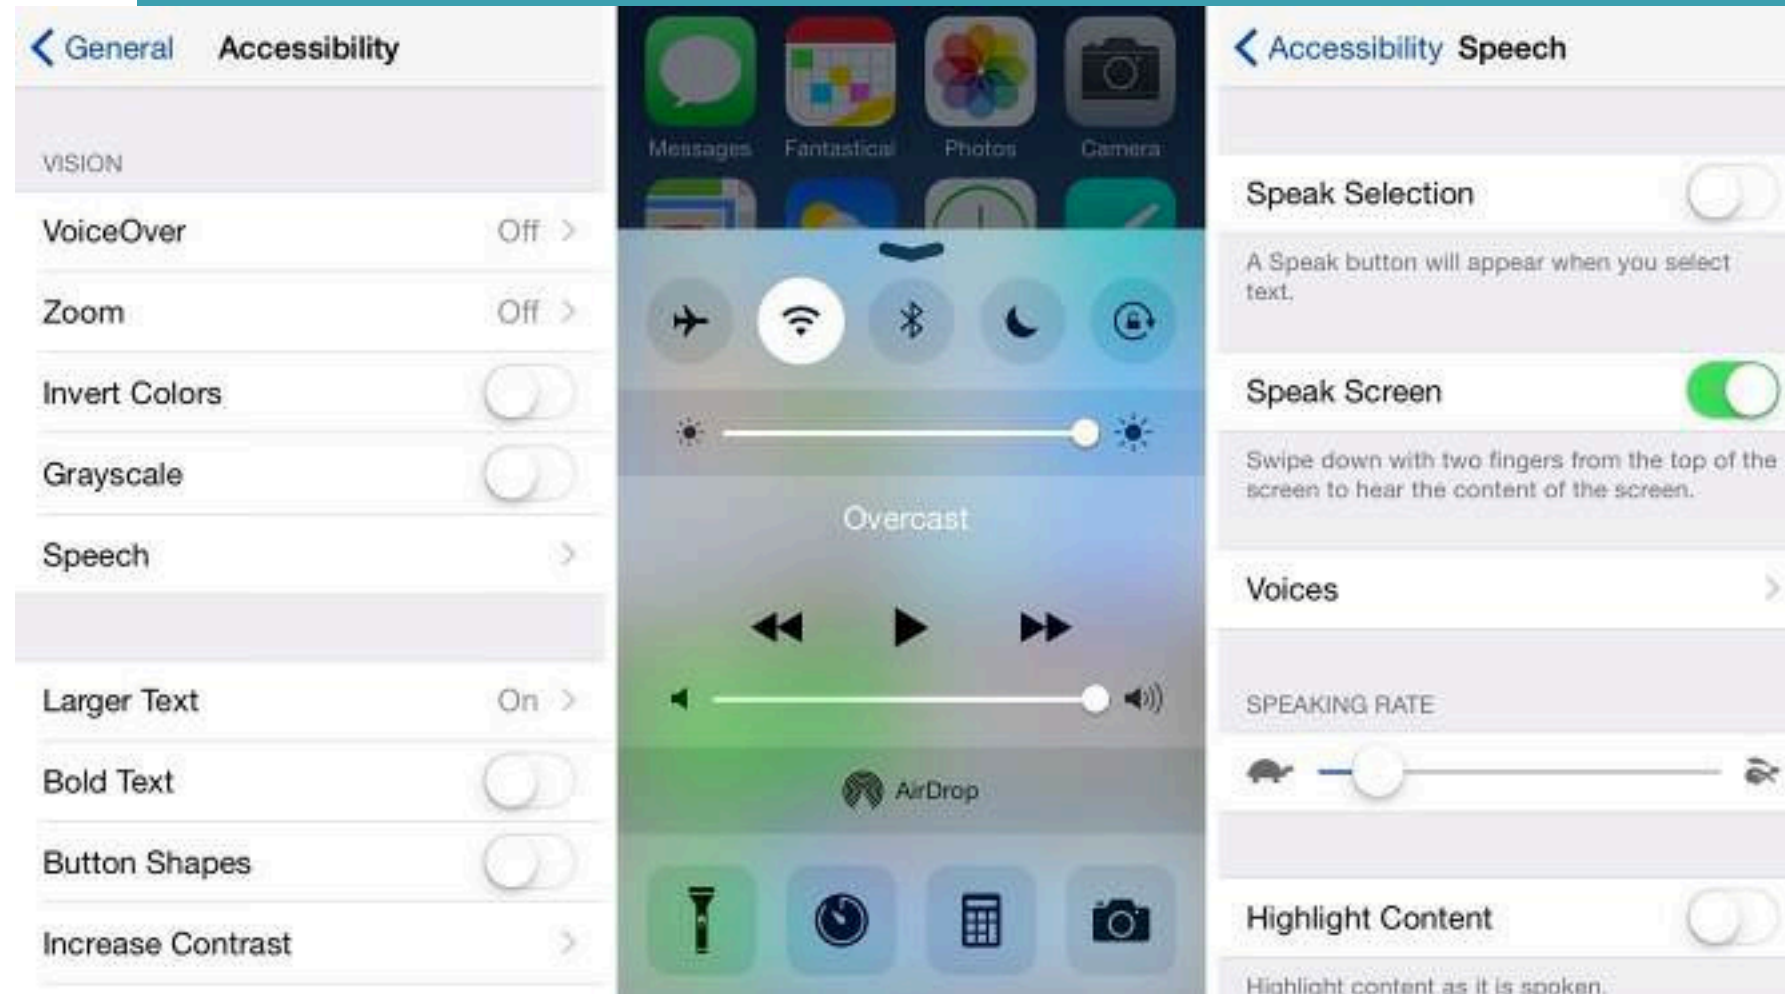 General Accessibility
VISION
VoiceOver Off
Zoom Off
Invert Colors
Grayscale
Speech
Larger Text On
Bold Text
Button Shapes
Increase Contrast
Messages Fantastical Photos Camera
Overcast
AirDrop
Accessibility Speech
Speak Selection
A Speak button will appear when you select
text.
Speak Screen
Swipe down with two fingers from the top of the
screen to hear the content of the screen.
Voices
SPEAKING RATE
Highlight Content
Highlight content as it is spoken.